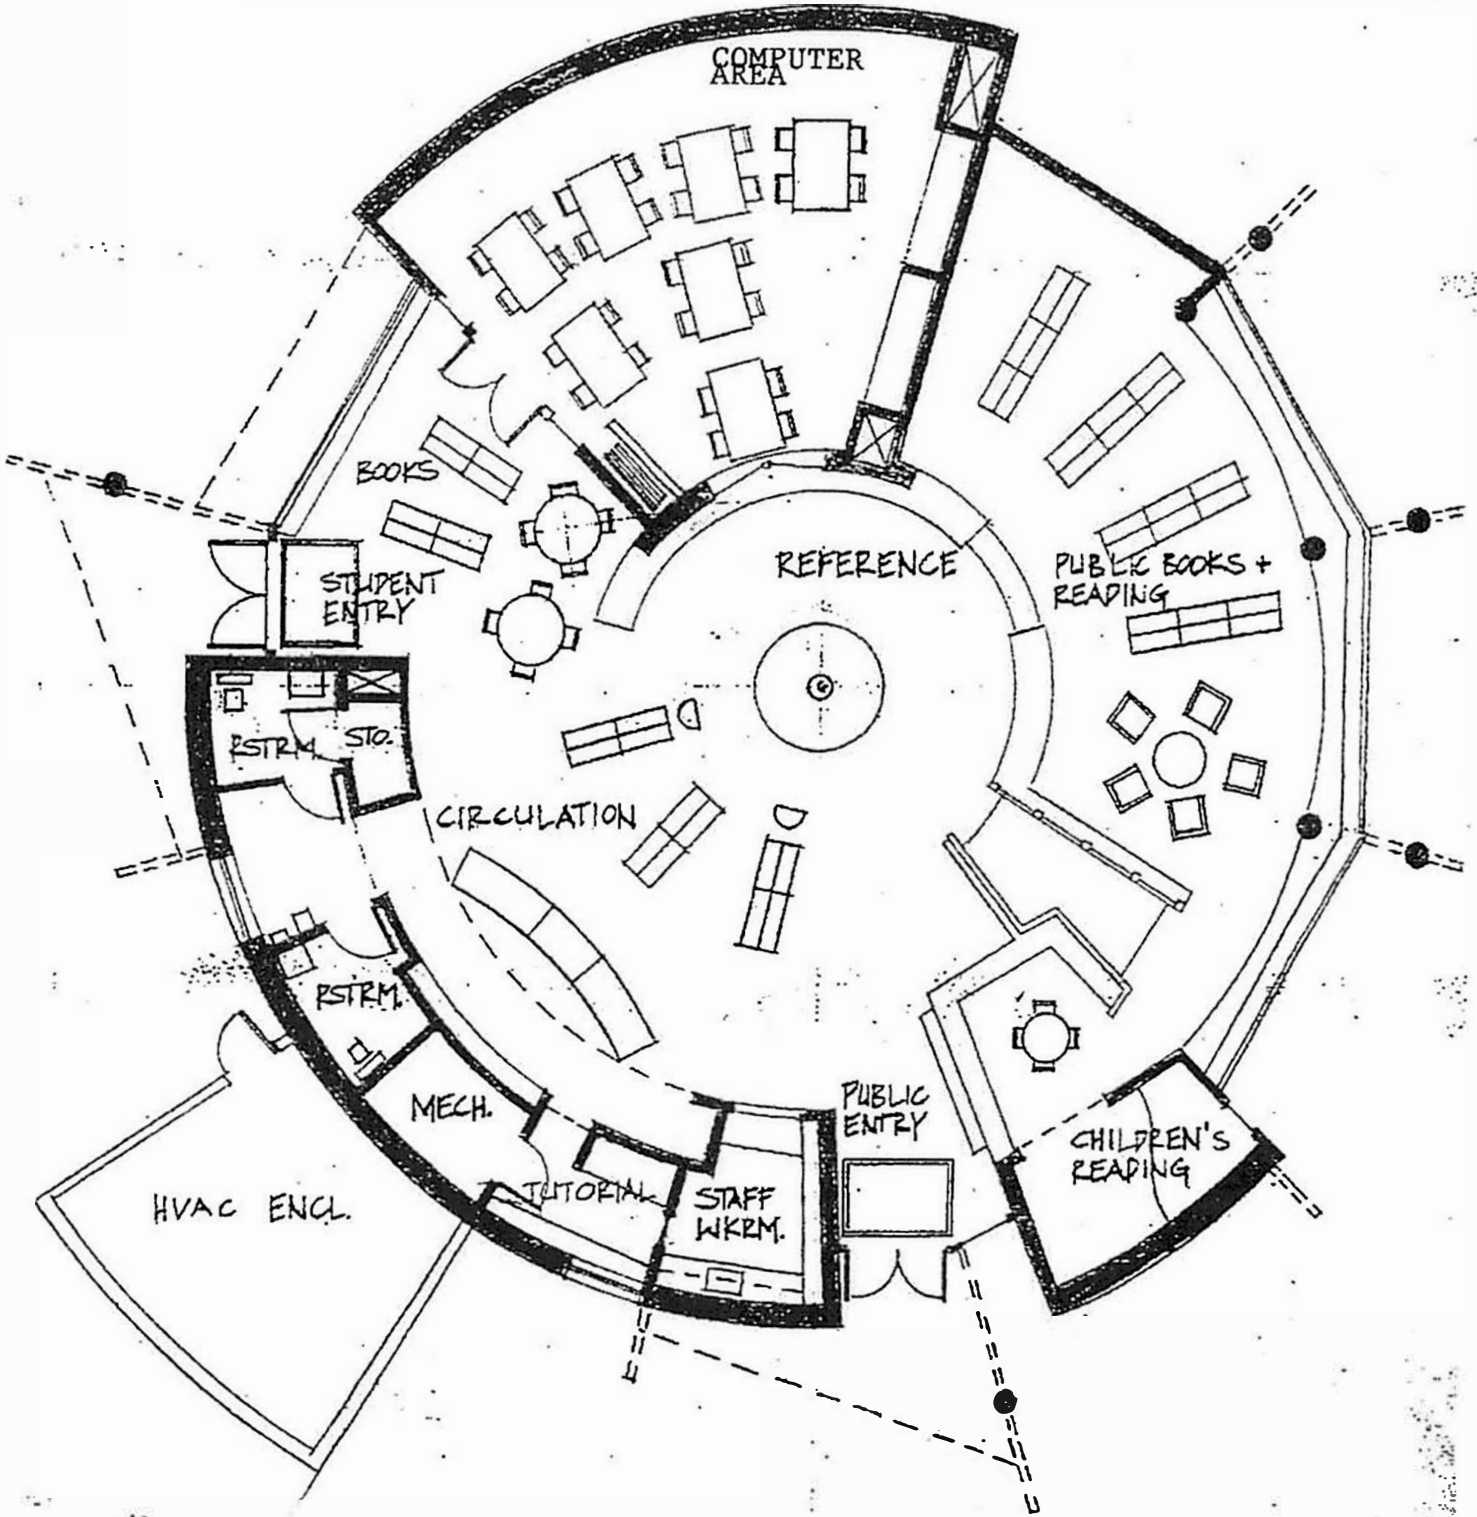 COMPUTER
AREA
BOOKS
STUDENT
ENTRY
REFERENCE
PUBLIC BOOKS +
READING
RSTRM.
STO.
CIRCULATION
RSTRM.
MECH.
PUBLIC
ENTRY
CHILDREN'S
READING
TUTORIAL
STAFF
WKRM.
HVAC ENCL.